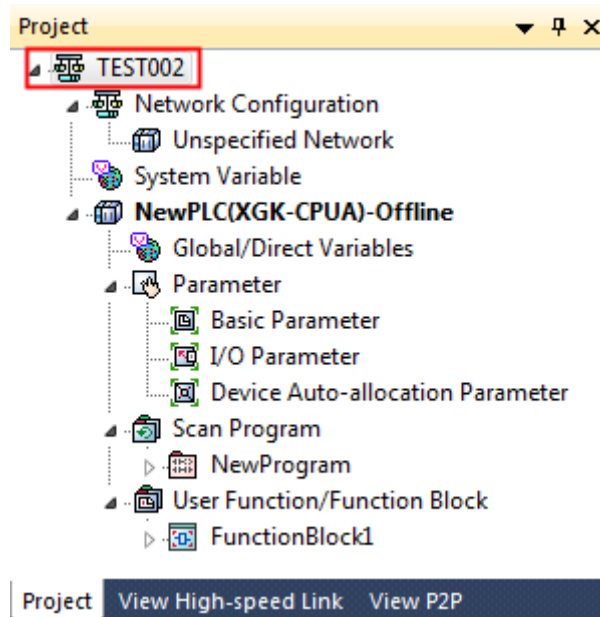 Project
TEST002
Network Configuration
Unspecified Network
System Variable
NewPLC(XGK-CPUA)-Offline
Global/Direct Variables
Parameter
Basic Parameter
I/O Parameter
Device Auto-allocation Parameter
Scan Program
NewProgram
User Function/Function Block
FunctionBlock1
Project View High-speed Link View P2P